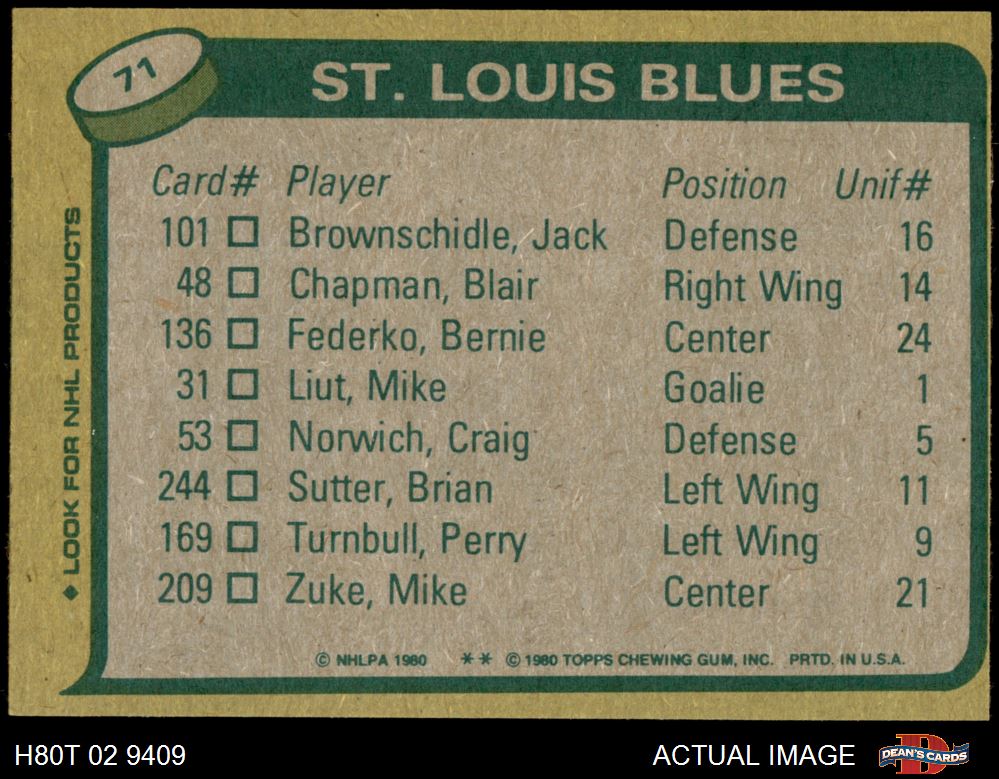 71
ST. LOUIS BLUES
Card# Player Position Unif#
101 Brownschidle, Jack Defense 16
48 Chapman, Blair Right Wing 14
136 Federko, Bernie Center 24
31 Liut, Mike Goalie 1
53 Norwich, Craig Defense 5
244 Sutter, Brian Left Wing 11
169 Turnbull, Perry Left Wing 9
209 Zuke, Mike Center 21
© NHLPA 1980 ** © 1980 TOPPS CHEWING GUM, INC. PRTD. IN U.S.A.
◆ LOOK FOR NHL PRODUCTS
H80T 02 9409 ACTUAL IMAGE
D
DEAN'S CARDS